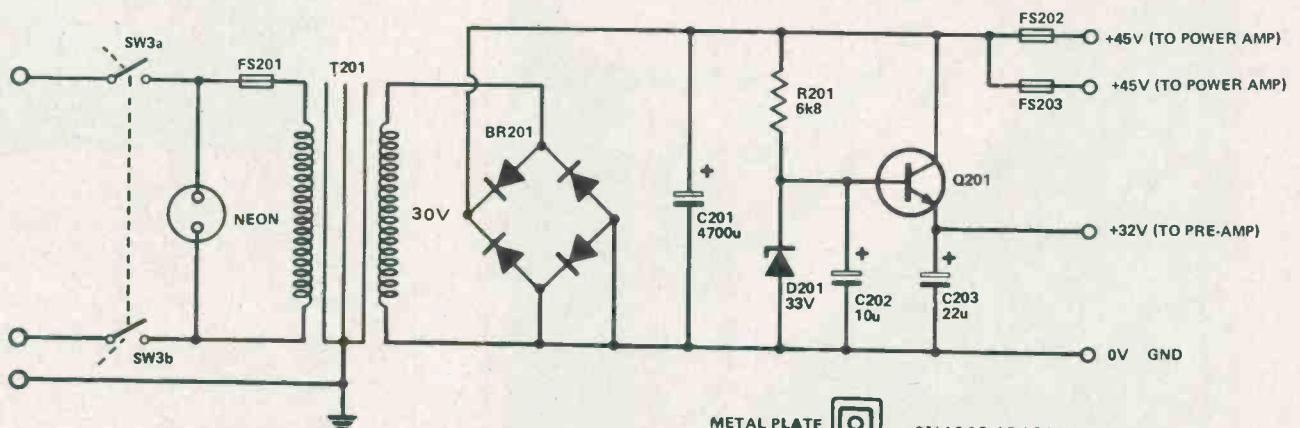 SW3a
FS201
T201
NEON
SW3b
30V
BR201
C201
4700u
+
R201
6k8
D201
33V
+
C202
10u
Q201
+
C203
22u
FS202
+45V (TO POWER AMP)
+45V (TO POWER AMP)
FS203
+32V (TO PRE-AMP)
0V GND
METAL PLATE